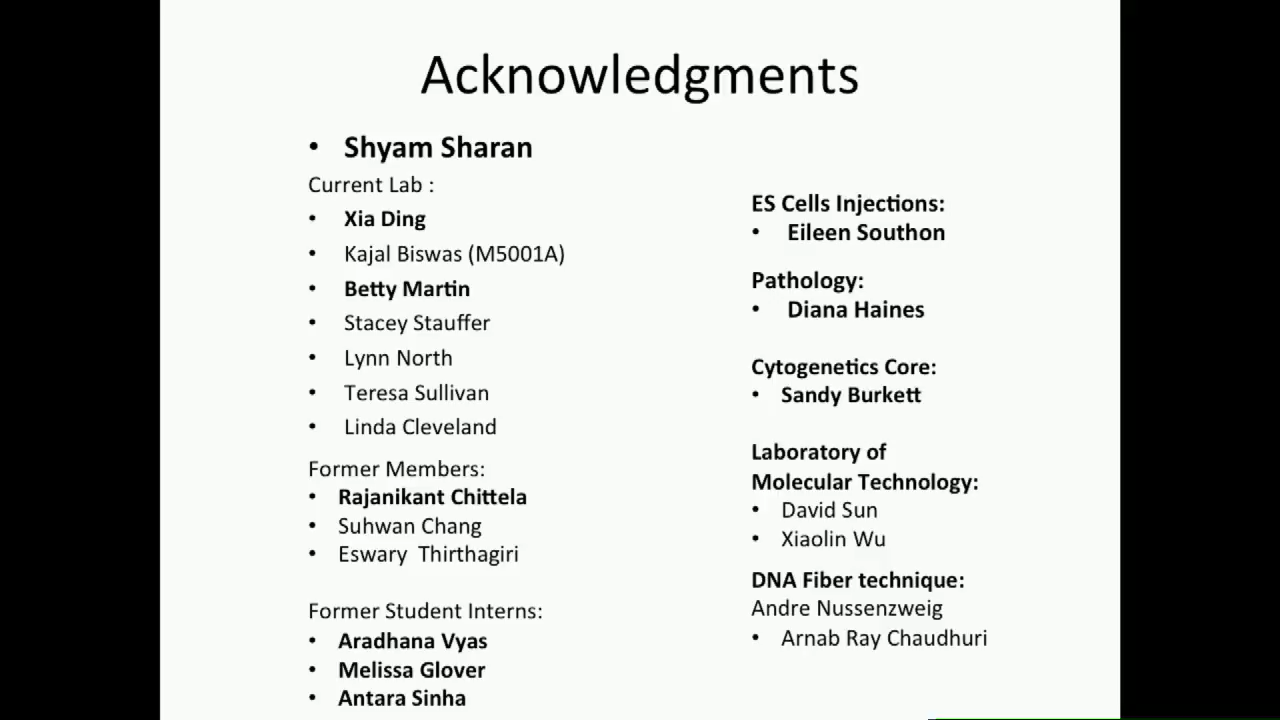 Acknowledgments
• Shyam Sharan
Current Lab :
• Xia Ding
• Kajal Biswas (M5001A)
• Betty Martin
• Stacey Stauffer
• Lynn North
• Teresa Sullivan
• Linda Cleveland
Former Members:
• Rajanikant Chittela
• Suhwan Chang
• Eswary Thirthagiri
Former Student Interns:
• Aradhana Vyas
• Melissa Glover
• Antara Sinha
ES Cells Injections:
• Eileen Southon
Pathology:
• Diana Haines
Cytogenetics Core:
• Sandy Burkett
Laboratory of
Molecular Technology:
• David Sun
• Xiaolin Wu
DNA Fiber technique:
Andre Nussenzweig
• Arnab Ray Chaudhuri